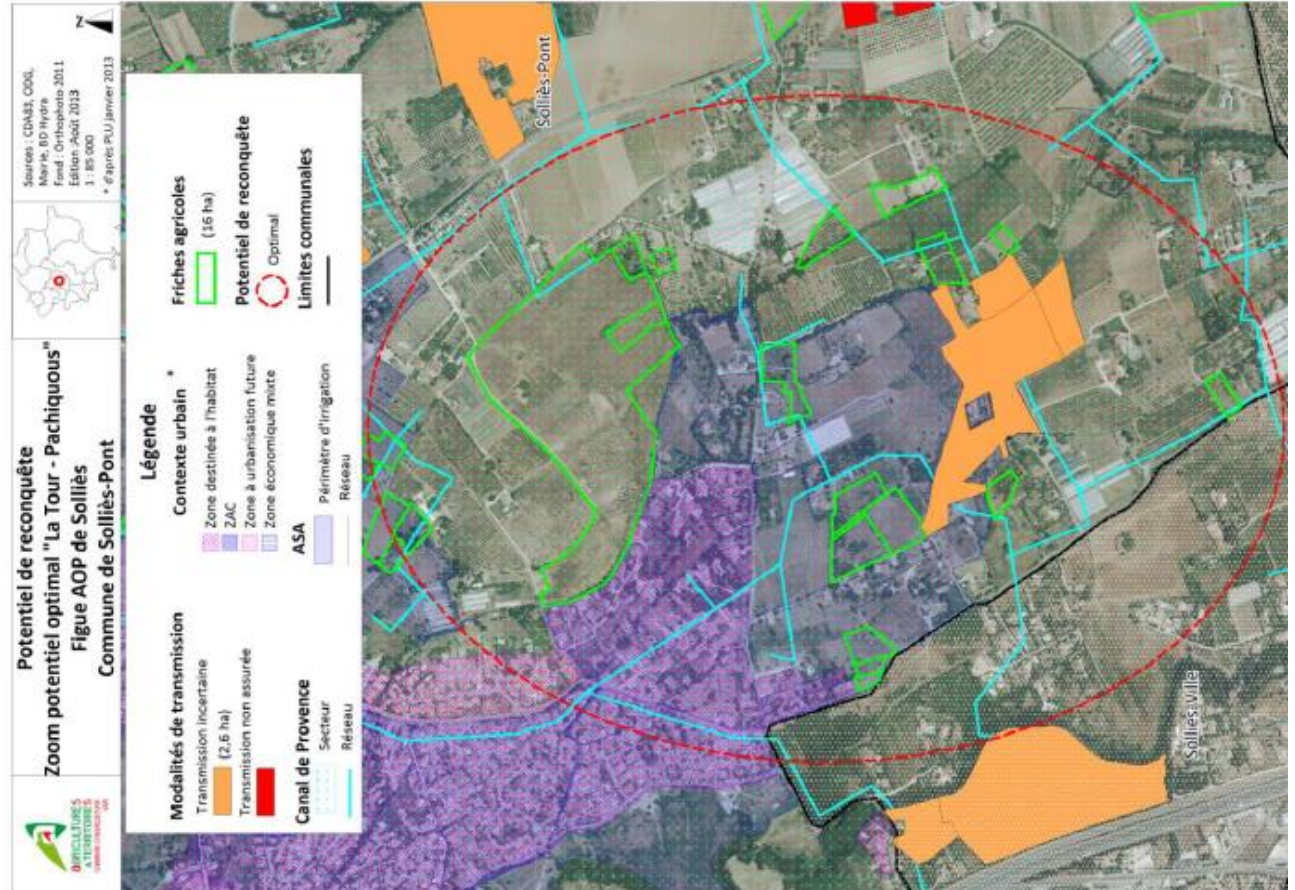 AGRICULTURES
& TERRITOIRES
Potentiel de reconquête
Zoom potentiel optimal "La Tour - Pachiquous"
Figue AOP de Solliès
Commune de Solliès-Pont
Sources : CDA83, ODG,
Mairie, BD Hydra
Fond : Orthophoto 2011
Edition : Août 2013
1 : 85 000
* d'après PLU janvier 2013
Z
Légende
Modalités de transmission
Transmission incertaine
(2,6 ha)
Transmission non assurée
Canal de Provence
Secteur
Réseau
Contexte urbain *
Zone destinée à l'habitat
ZAC
Zone à urbanisation future
Zone économique mixte
ASA
Périmètre d'irrigation
Réseau
Friches agricoles
(16 ha)
Potentiel de reconquête
Optimal
Limites communales
Solliès-Pont
Solliès-Ville